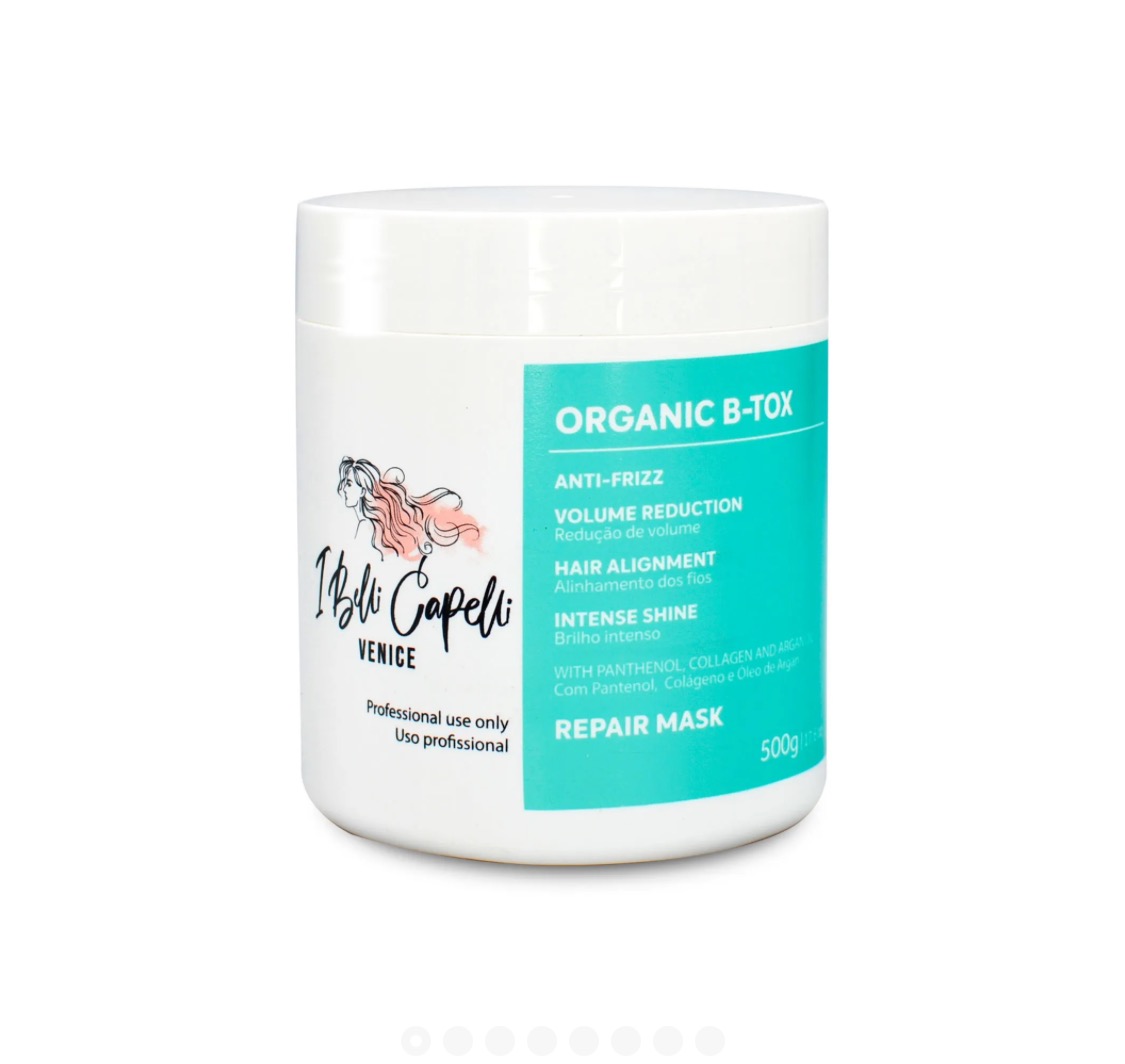 I Belli Capelli
VENICE
Professional use only
Uso profissional
ORGANIC B-TOX
ANTI-FRIZZ
VOLUME REDUCTION
Redução de volume
HAIR ALIGNMENT
Alinhamento dos fios
INTENSE SHINE
Brilho intenso
WITH PANTHENOL, COLLAGEN AND ARGAN
Com Pantenol, Colágeno e Óleo de Argan
REPAIR MASK
500g